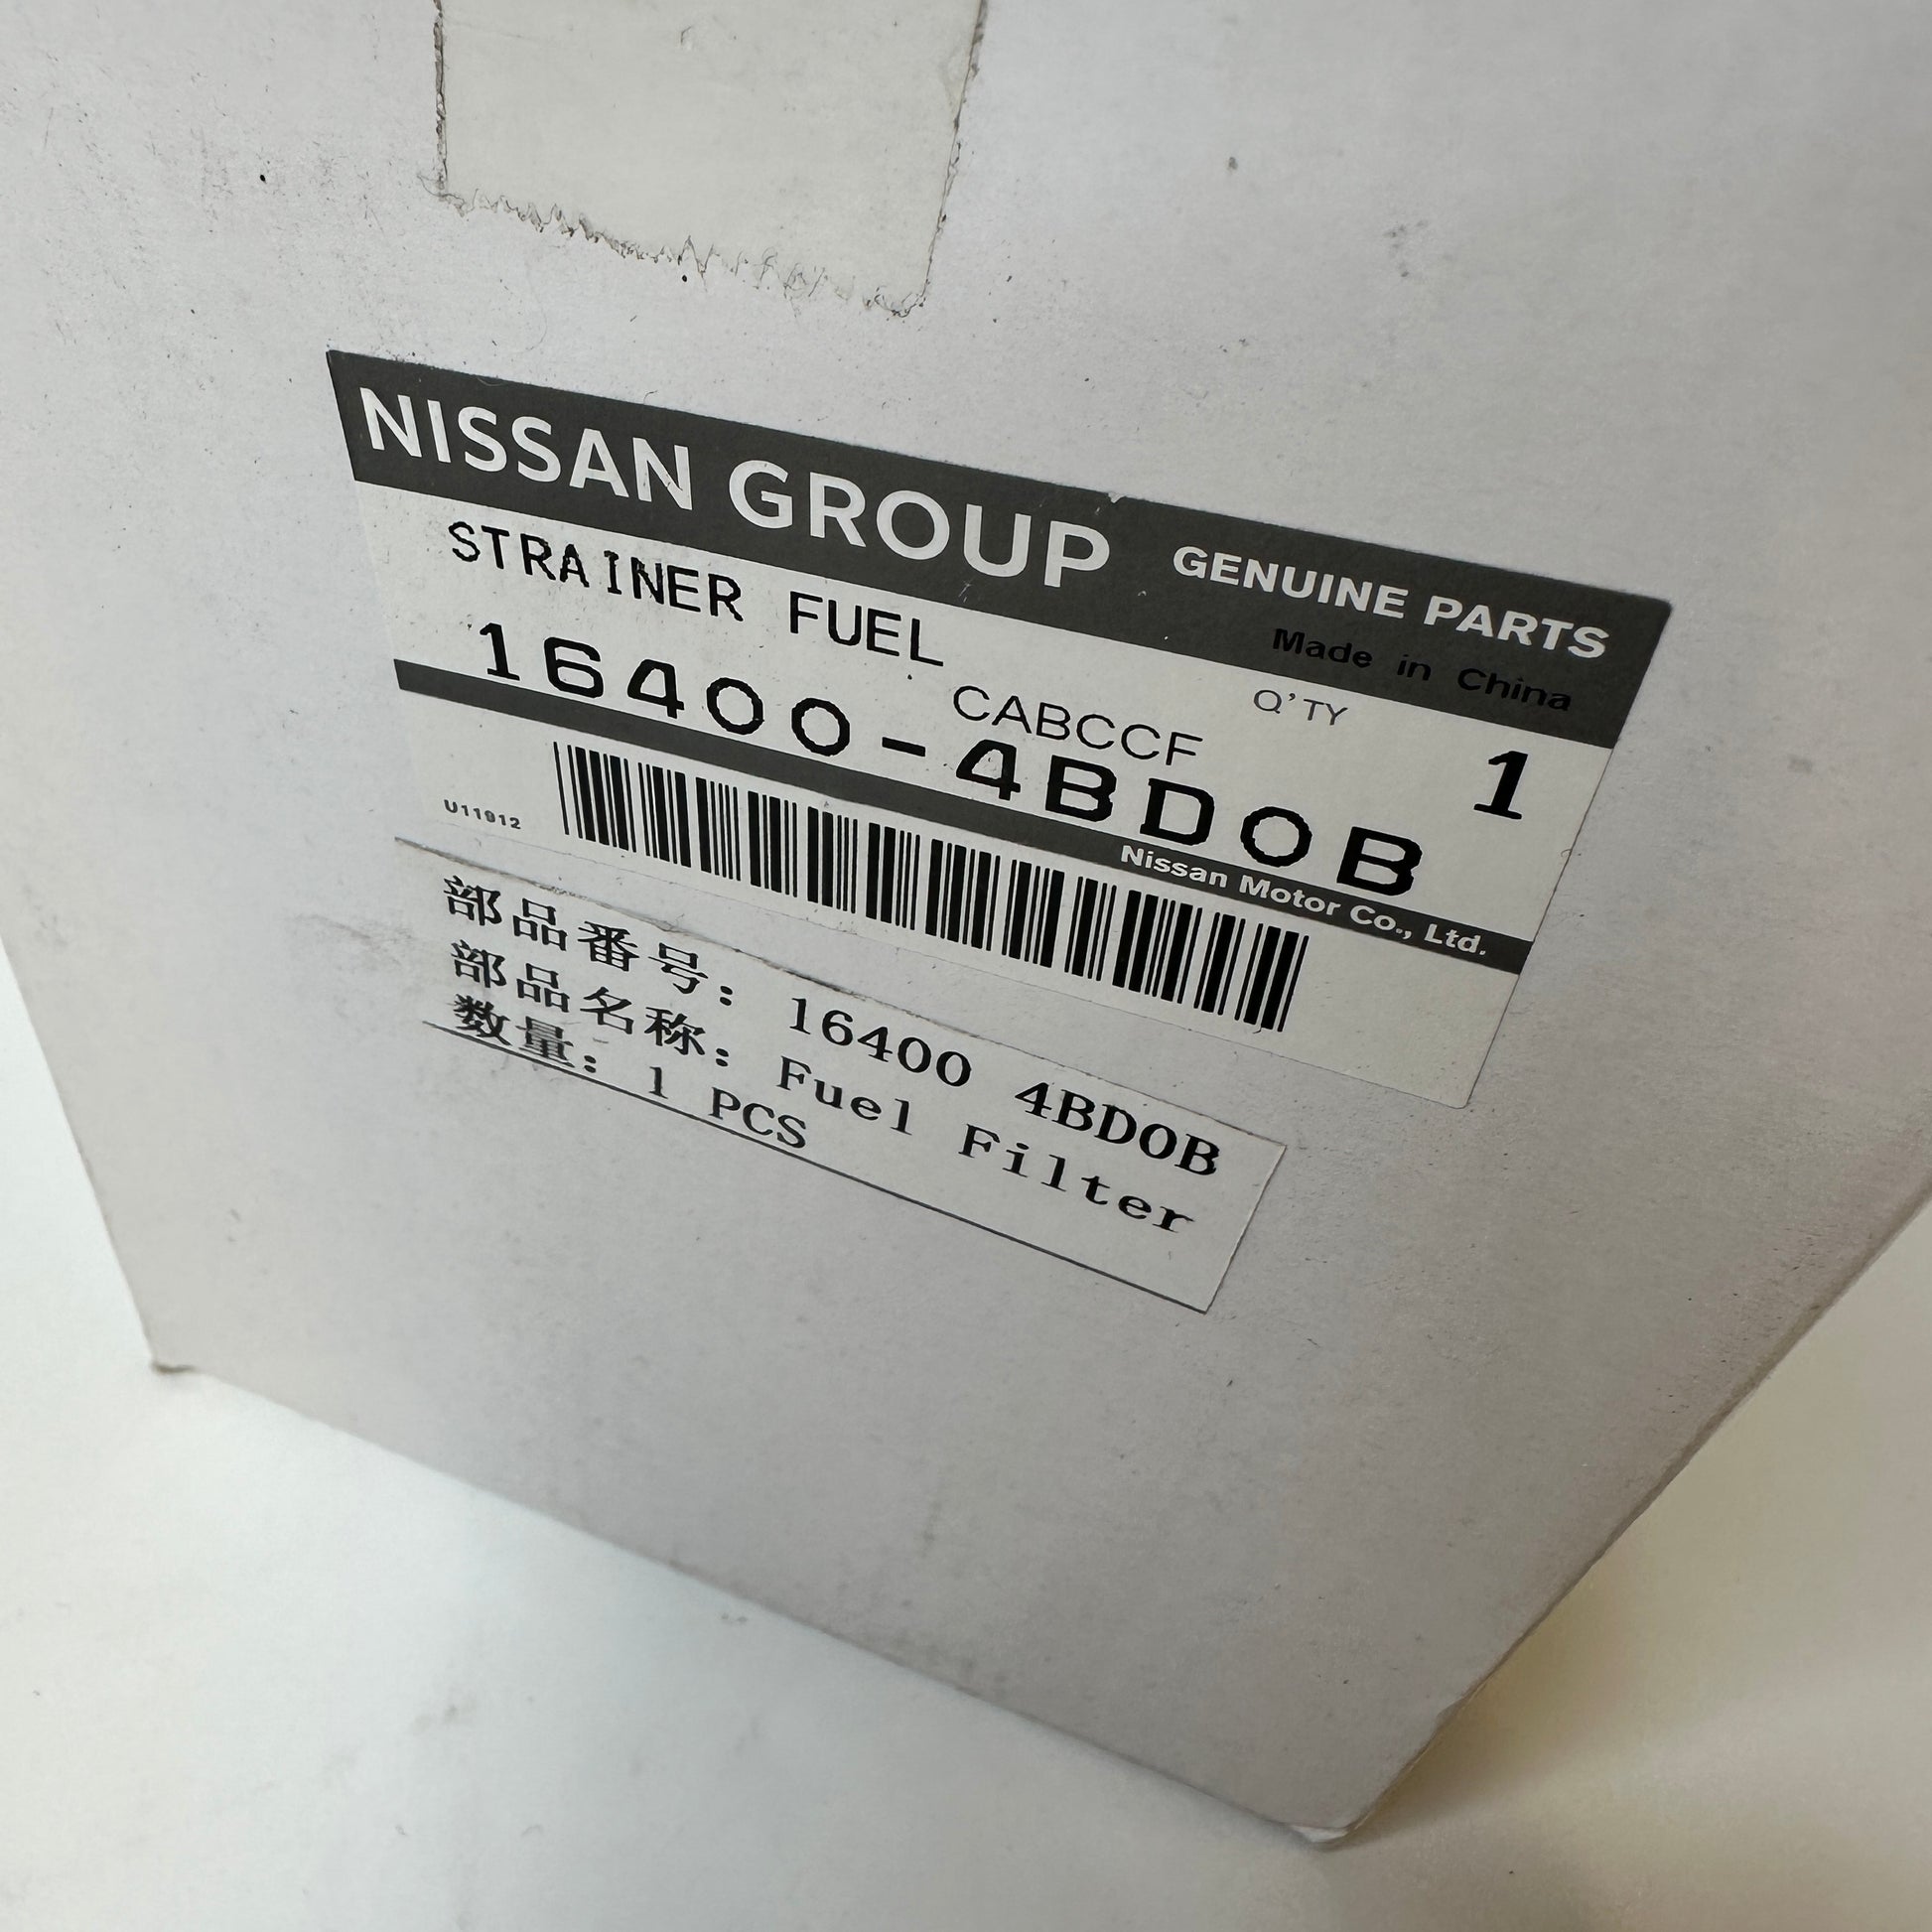 NISSAN GROUP GENUINE PARTS
Made in China
STRAINER FUEL
Q'TY
CABCCF
16400-4BD0B 1
Nissan Motor Co., Ltd.
U11912
部品番号: 16400 4BD0B
部品名称: Fuel Filter
数量: 1 PCS